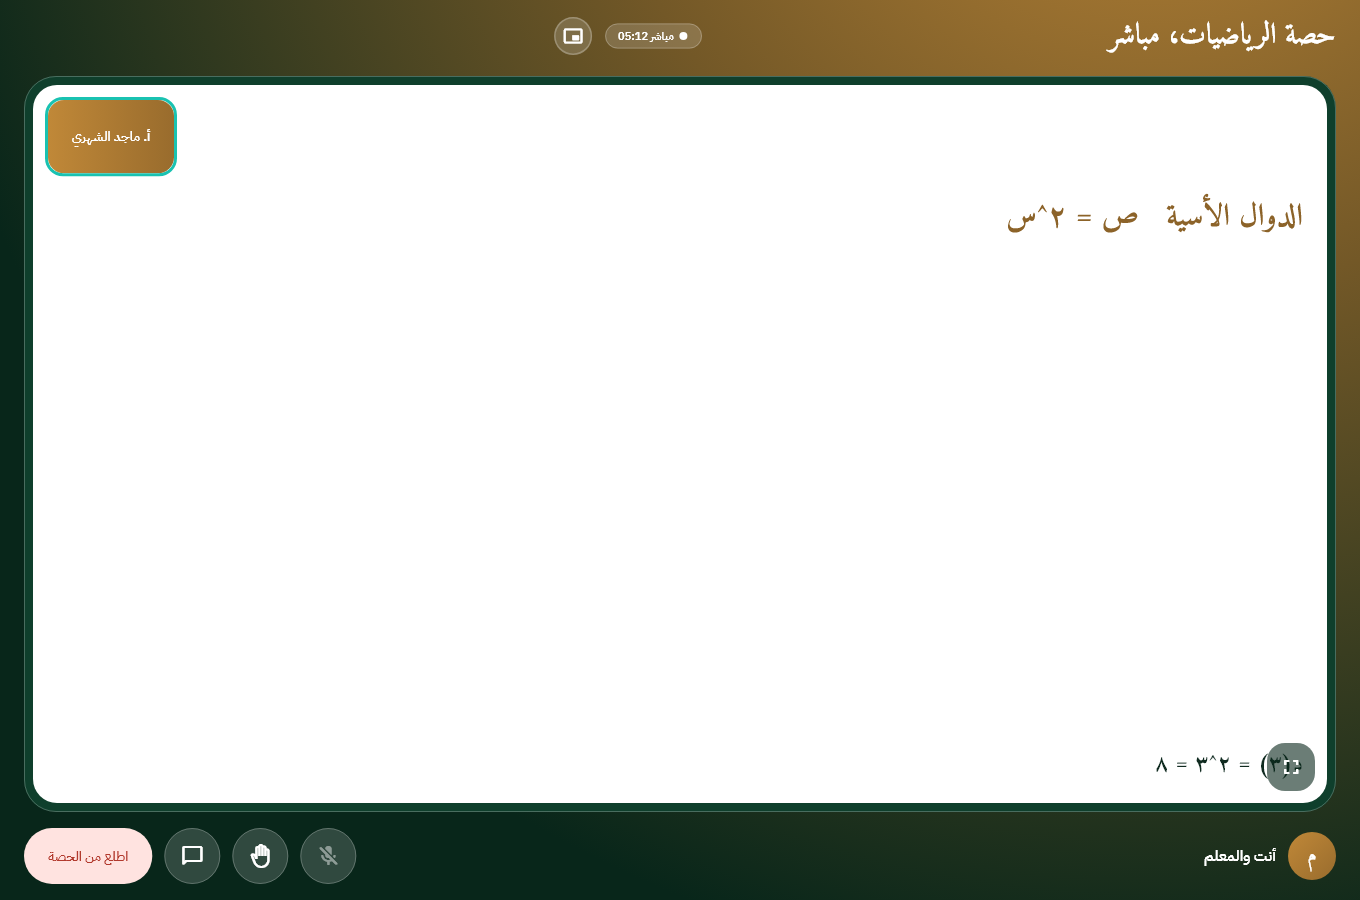 حصة الرياضيات، مباشر
مباشر 05:12
أ. ماجد الشهري
الدوال الأسية ص = ٢^س
(٣) = ٢^٣ = ٨
م
أنت والمعلم
اطلع من الحصة